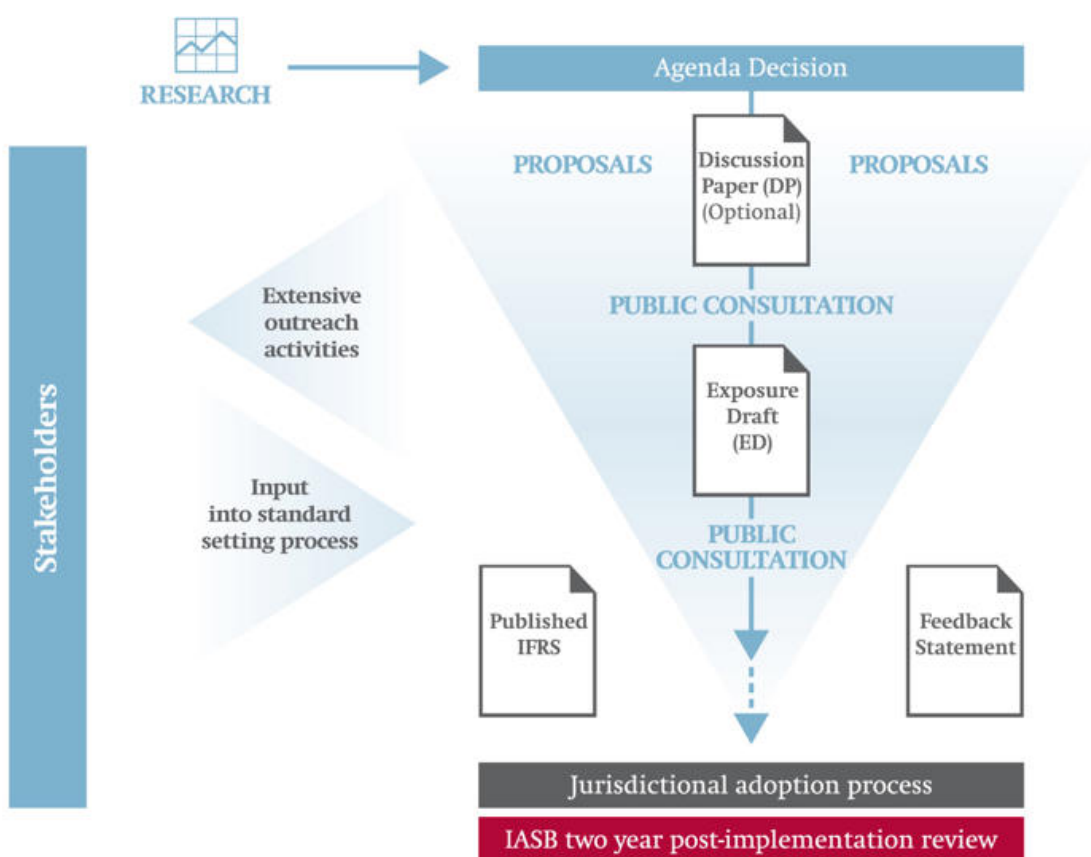 RESEARCH
Agenda Decision
Stakeholders
PROPOSALS
Discussion
Paper (DP)
(Optional)
PROPOSALS
PUBLIC CONSULTATION
Extensive
outreach
activities
Exposure
Draft
(ED)
Input
into standard
setting process
PUBLIC
CONSULTATION
Published
IFRS
Feedback
Statement
Jurisdictional adoption process
IASB two year post-implementation review